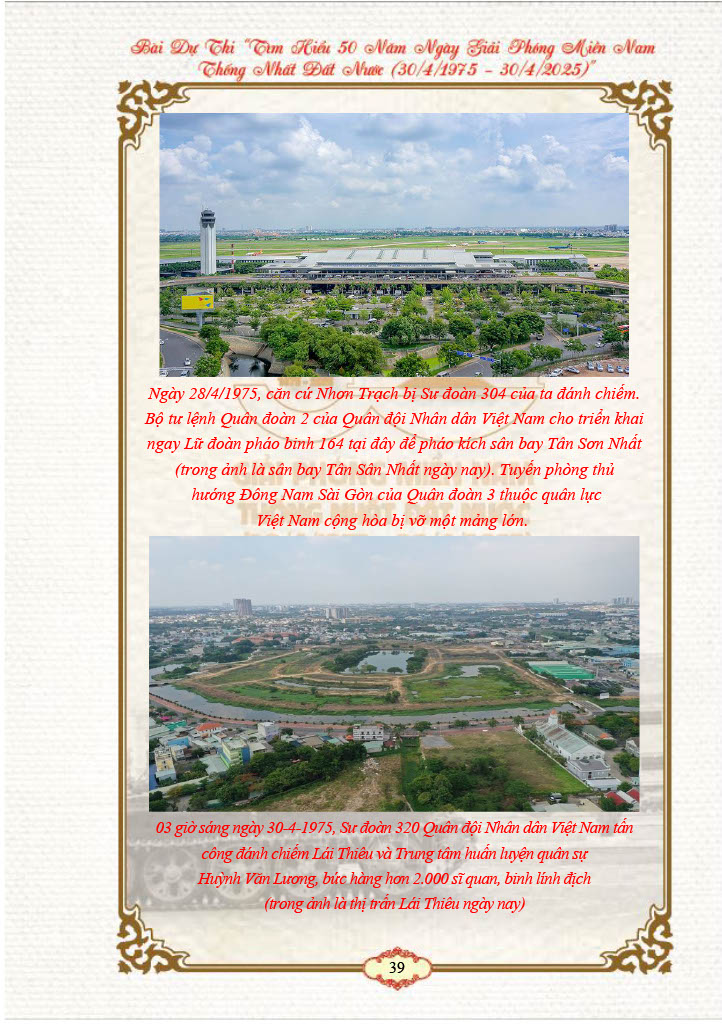 Bài Dự Thi “Tìm Hiểu 50 Năm Ngày Giải Phóng Miền Nam
Thống Nhất Đất Nước (30/4/1975 – 30/4/2025)”
Ngày 28/4/1975, căn cứ Nhơn Trạch bị Sư đoàn 304 của ta đánh chiếm.
Bộ tư lệnh Quân đoàn 2 của Quân đội Nhân dân Việt Nam cho triển khai
ngay Lữ đoàn pháo binh 164 tại đây để pháo kích sân bay Tân Sơn Nhất
(trong ảnh là sân bay Tân Sân Nhất ngày nay). Tuyến phòng thủ
hướng Đông Nam Sài Gòn của Quân đoàn 3 thuộc quân lực
Việt Nam cộng hòa bị vỡ một mảng lớn.
03 giờ sáng ngày 30-4-1975, Sư đoàn 320 Quân đội Nhân dân Việt Nam tấn
công đánh chiếm Lái Thiêu và Trung tâm huấn luyện quân sự
Huỳnh Văn Lương, bức hàng hơn 2.000 sĩ quan, binh lính địch
(trong ảnh là thị trấn Lái Thiêu ngày nay)
39